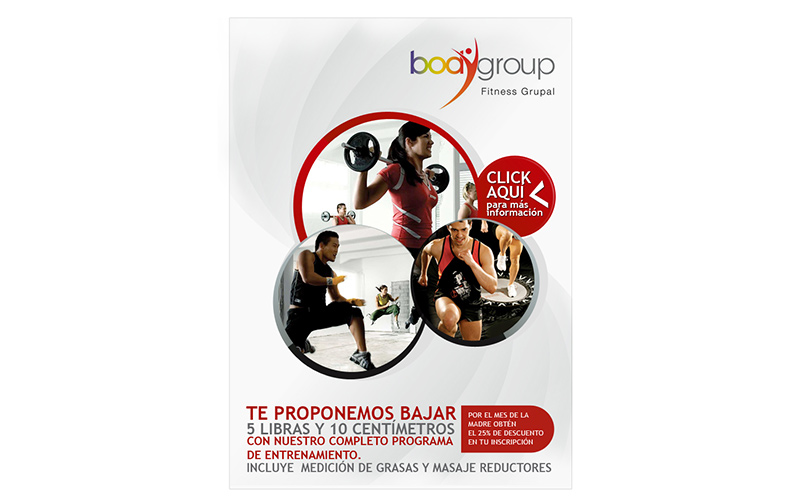 bodygroup
Fitness Grupal
CLICK
AQUÍ
para más
información
TE PROPONEMOS BAJAR
5 LIBRAS Y 10 CENTÍMETROS
CON NUESTRO COMPLETO PROGRAMA
DE ENTRENAMIENTO.
INCLUYE MEDICIÓN DE GRASAS Y MASAJE REDUCTORES
POR EL MES DE LA
MADRE OBTÉN
EL 25% DE DESCUENTO
EN TU INSCRIPCIÓN